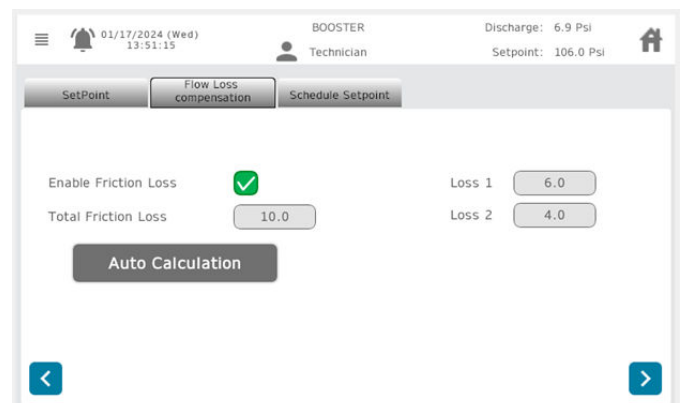 01/17/2024 (Wed)
13:51:15
BOOSTER
Technician
Discharge: 6.9 Psi
Setpoint: 106.0 Psi
SetPoint
Flow Loss
compensation
Schedule Setpoint
Enable Friction Loss
Loss 1 6.0
Total Friction Loss 10.0
Loss 2 4.0
Auto Calculation